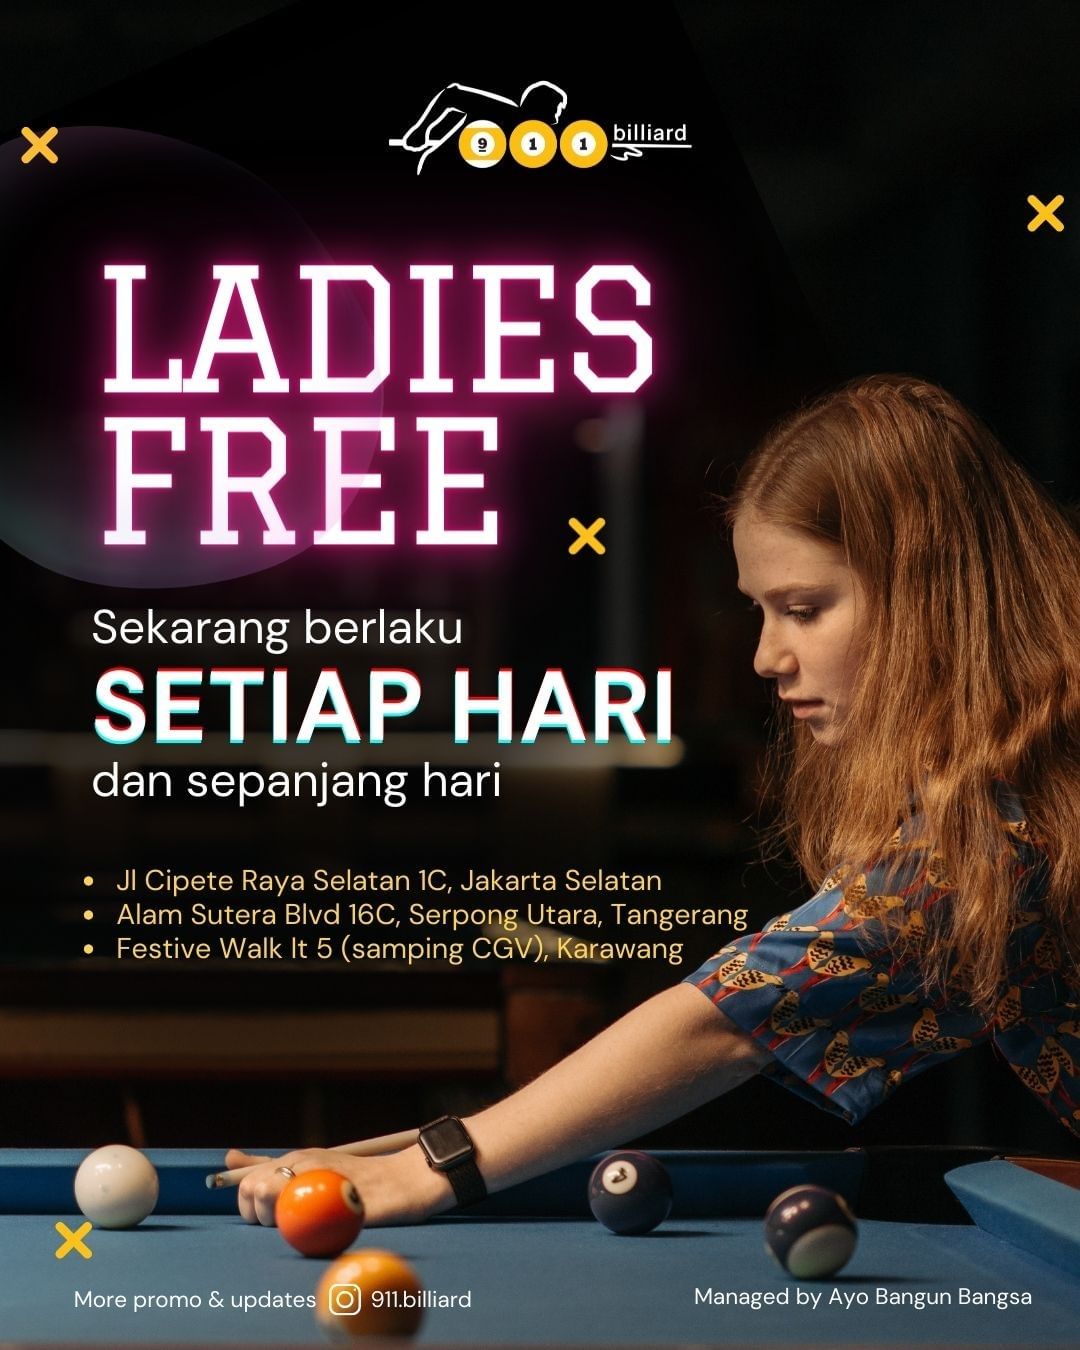 9 1 1 billiard
LADIES
FREE
Sekarang berlaku
SETIAP HARI
dan sepanjang hari
• Jl Cipete Raya Selatan 1C, Jakarta Selatan
• Alam Sutera Blvd 16C, Serpong Utara, Tangerang
• Festive Walk lt 5 (samping CGV), Karawang
More promo & updates 911.billiard
Managed by Ayo Bangun Bangsa